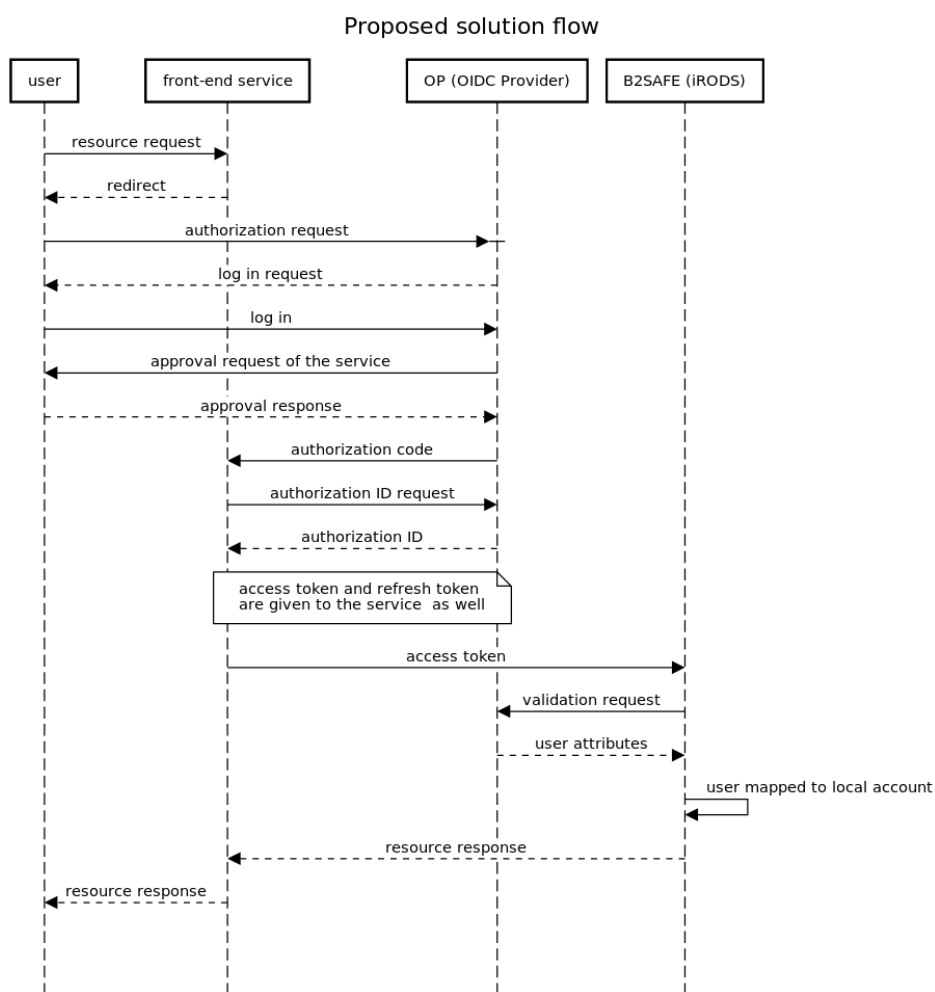 Proposed solution flow
user
front-end service
OP (OIDC Provider)
B2SAFE (iRODS)
resource request
redirect
authorization request
log in request
log in
approval request of the service
approval response
authorization code
authorization ID request
authorization ID
access token and refresh token
are given to the service  as well
access token
validation request
user attributes
user mapped to local account
resource response
resource response